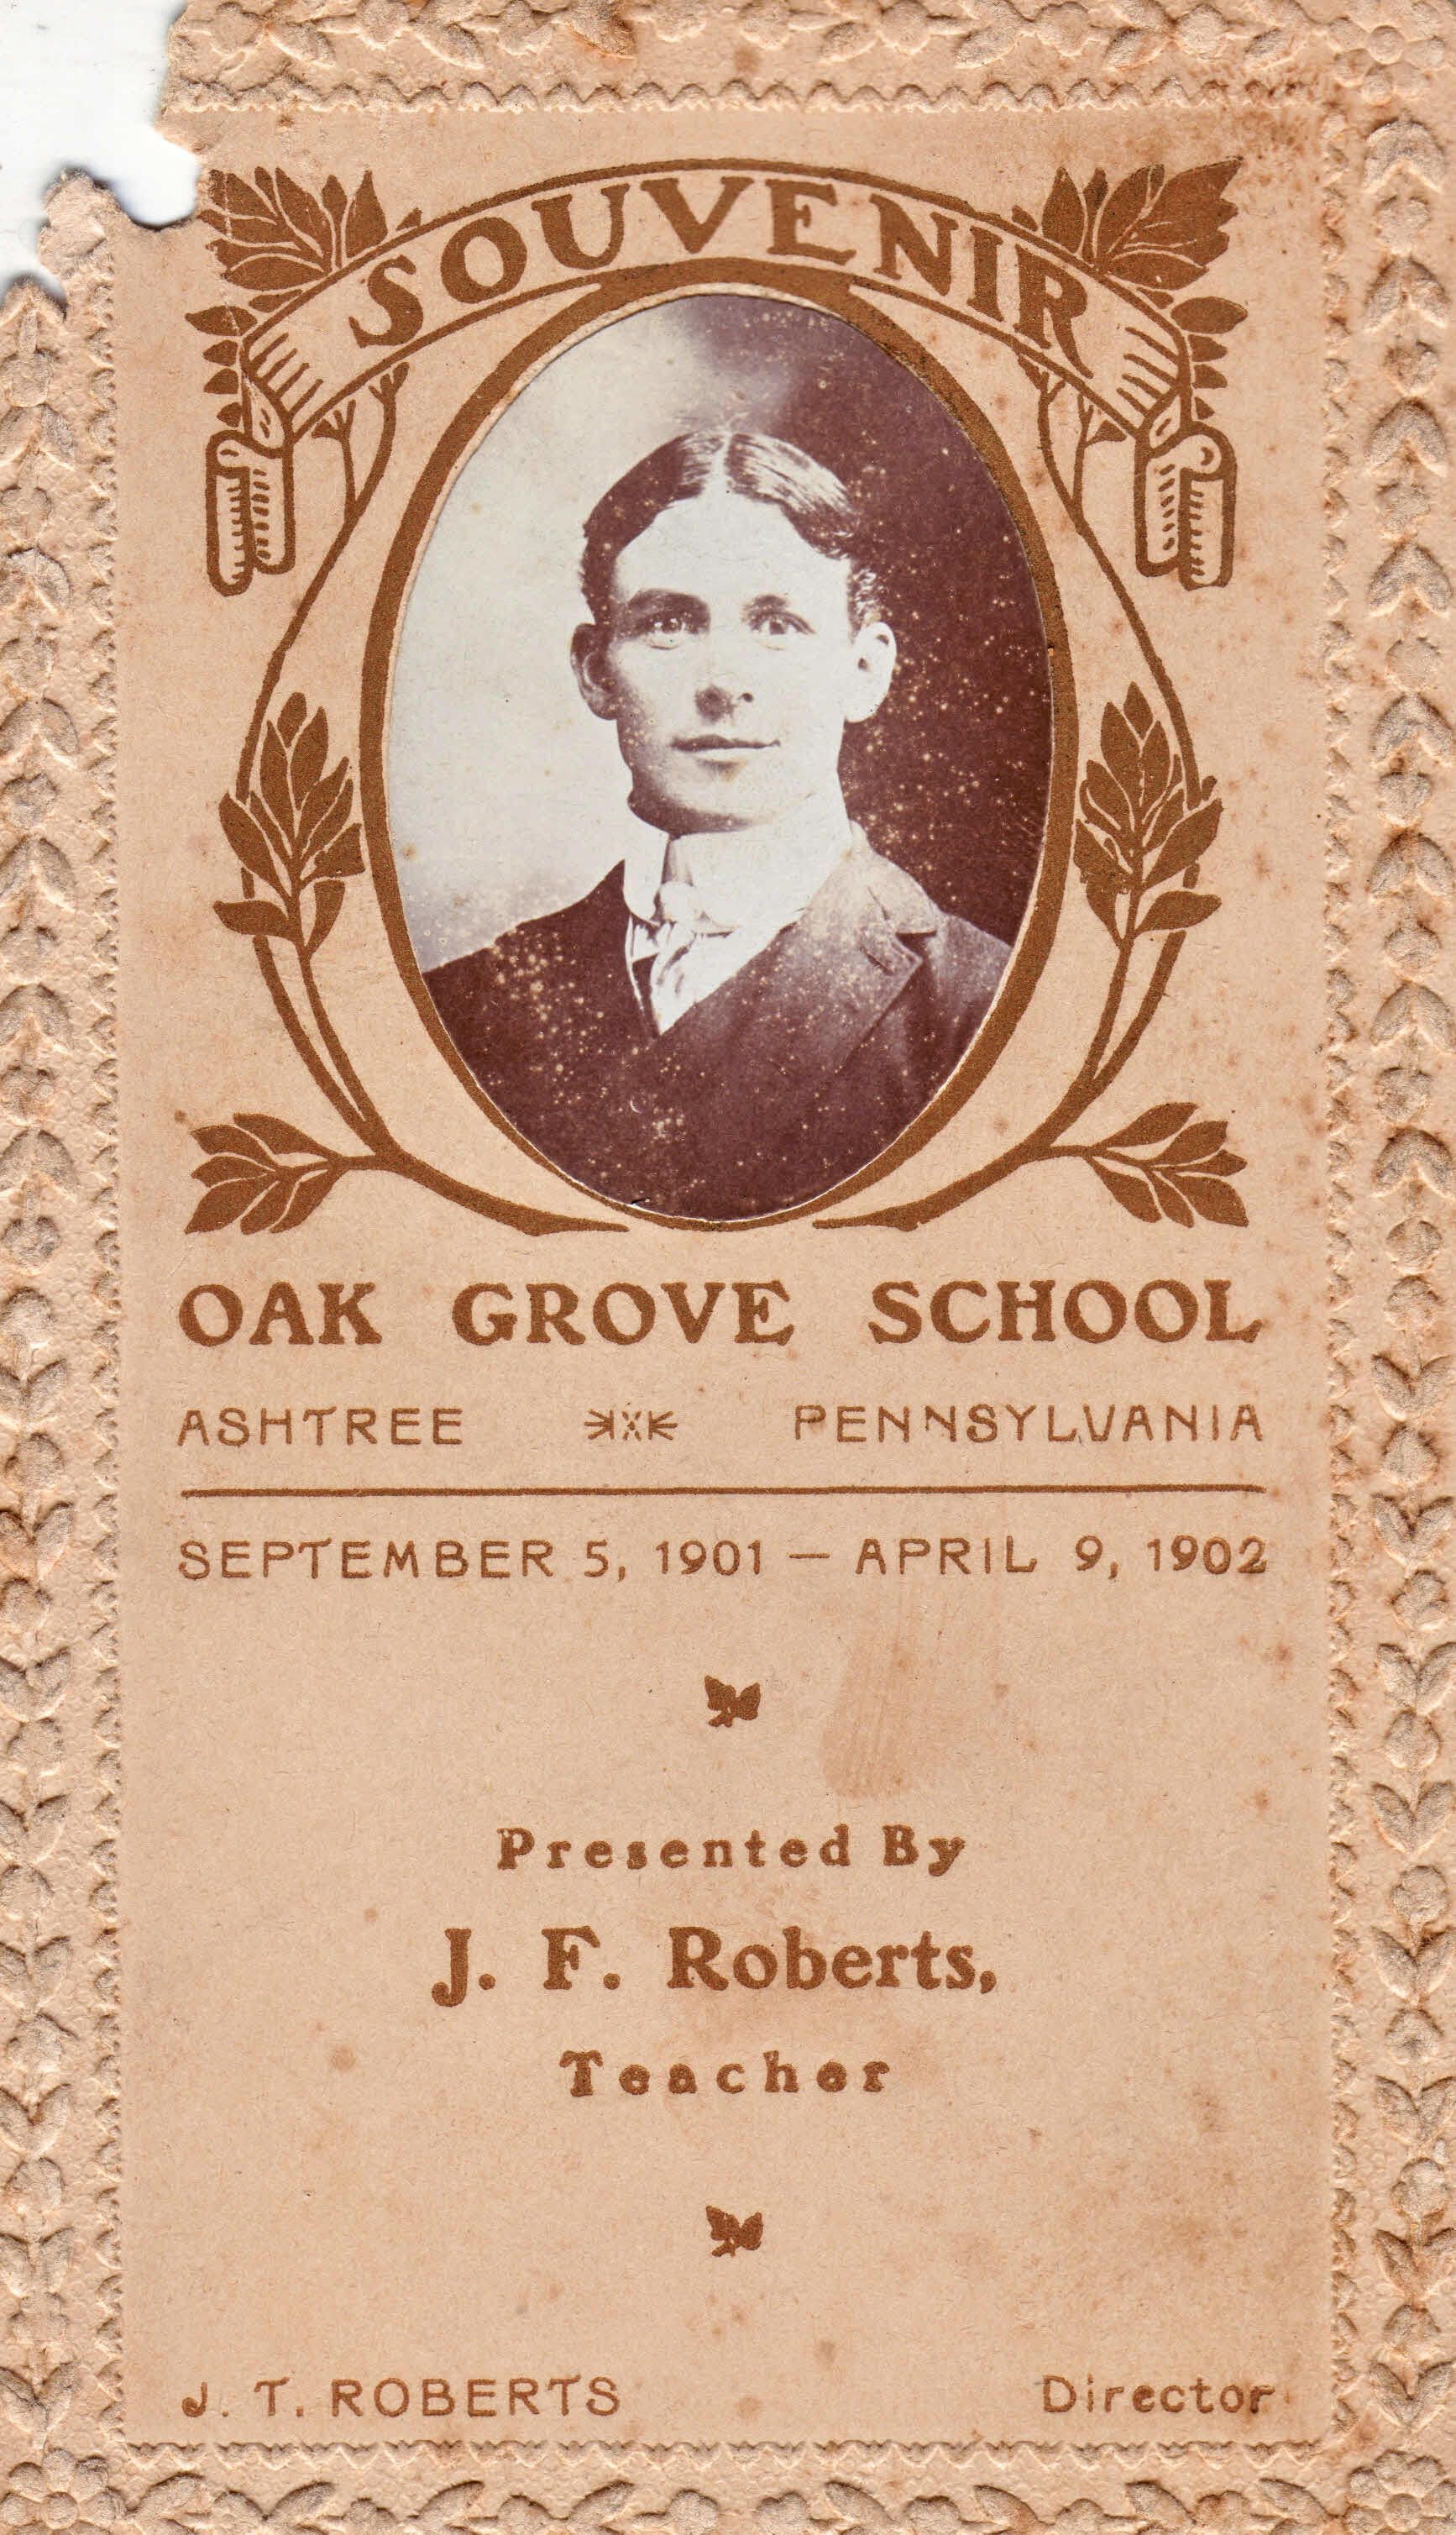 SOUVENIR
OAK GROVE SCHOOL
ASHTREE PENNSYLVANIA
SEPTEMBER 5, 1901 — APRIL 9, 1902
Presented By
J. F. Roberts,
Teacher
J. T. ROBERTS Director